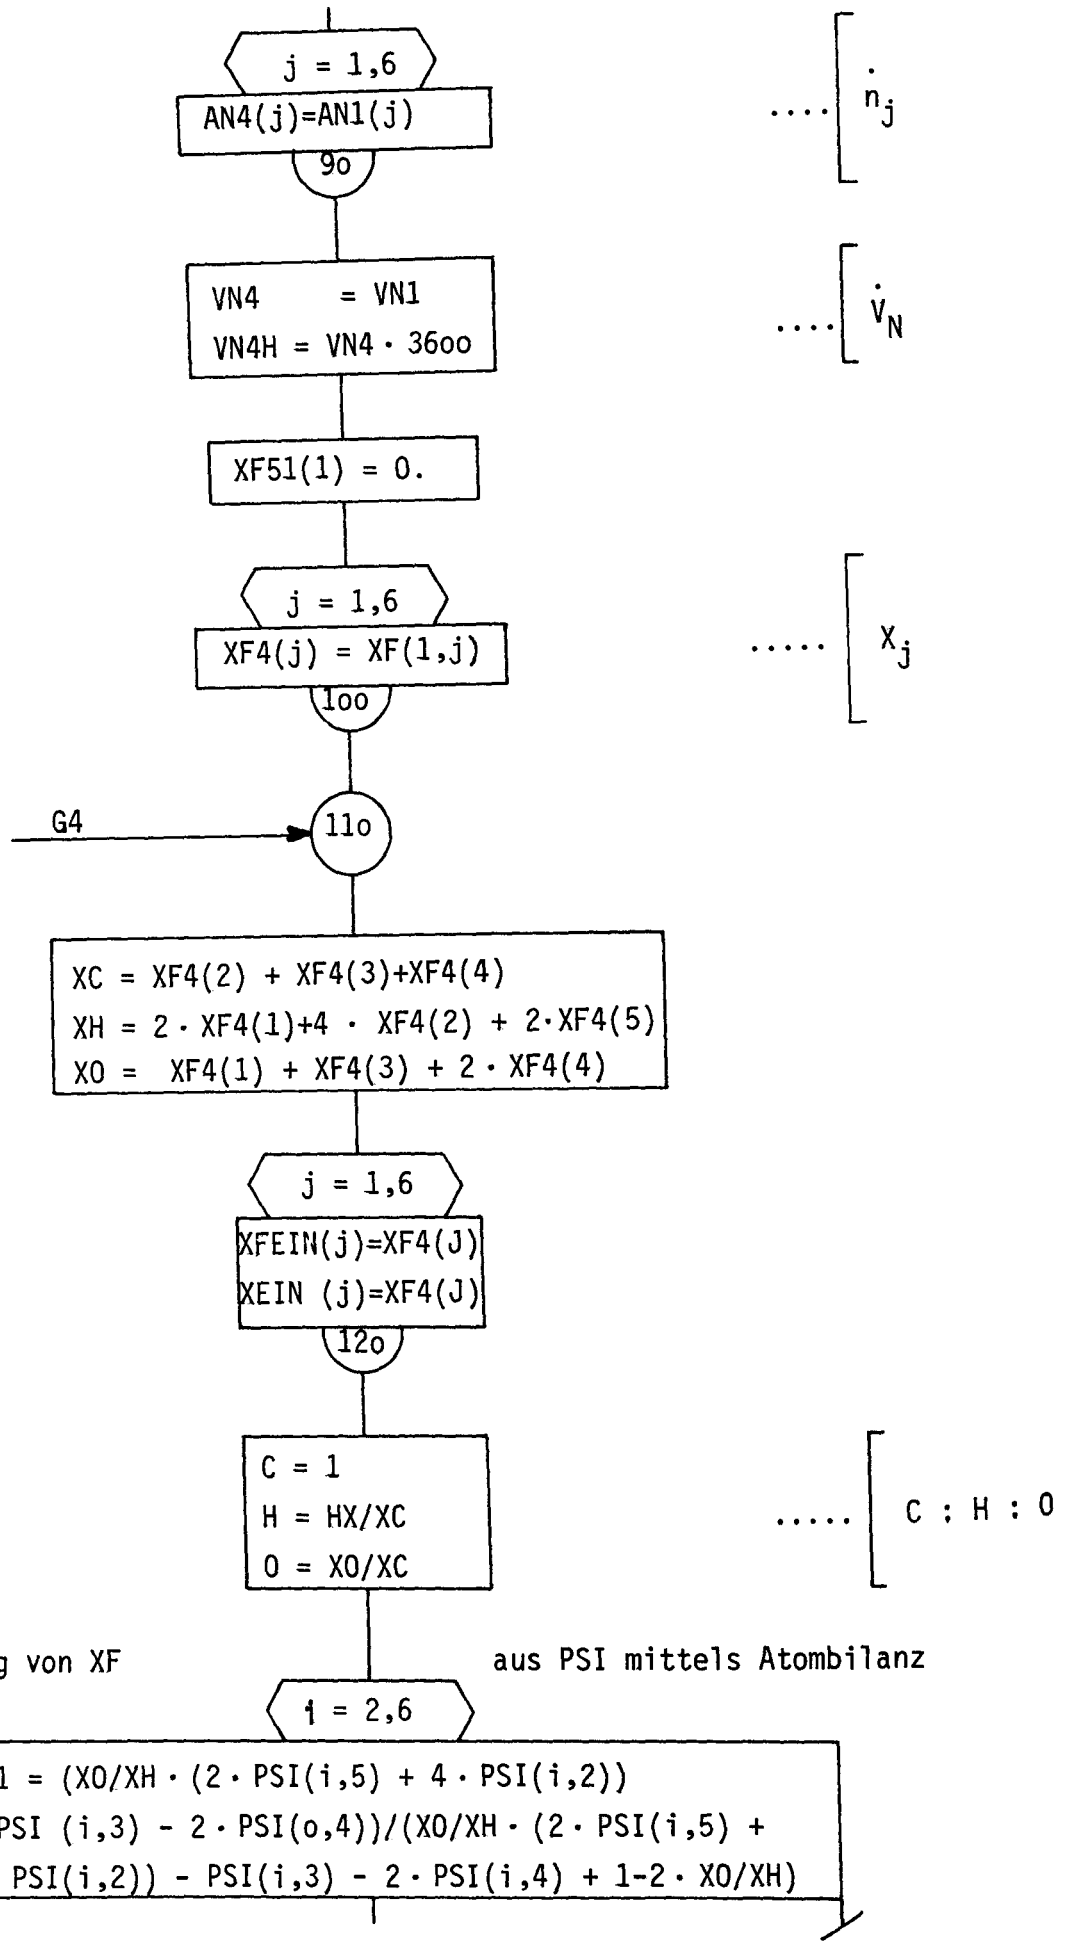 j = 1,6
AN4(j)=AN1(j)
.... ṅj
9o
VN4 = VN1
VN4H = VN4 · 36oo
.... V̇N
XF51(1) = 0.
j = 1,6
XF4(j) = XF(1,j)
..... Xj
1oo
G4
11o
XC = XF4(2) + XF4(3)+XF4(4)
XH = 2 · XF4(1)+4 · XF4(2) + 2·XF4(5)
XO = XF4(1) + XF4(3) + 2 · XF4(4)
j = 1,6
XFEIN(j)=XF4(J)
XEIN (j)=XF4(J)
12o
C = 1
H = HX/XC
O = XO/XC
..... C : H : O
g von XF aus PSI mittels Atombilanz
i = 2,6
1 = (XO/XH · (2 · PSI(i,5) + 4 · PSI(i,2))
PSI (i,3) - 2 · PSI(o,4))/(XO/XH · (2 · PSI(i,5) +
PSI(i,2)) - PSI(i,3) - 2 · PSI(i,4) + 1-2 · XO/XH)